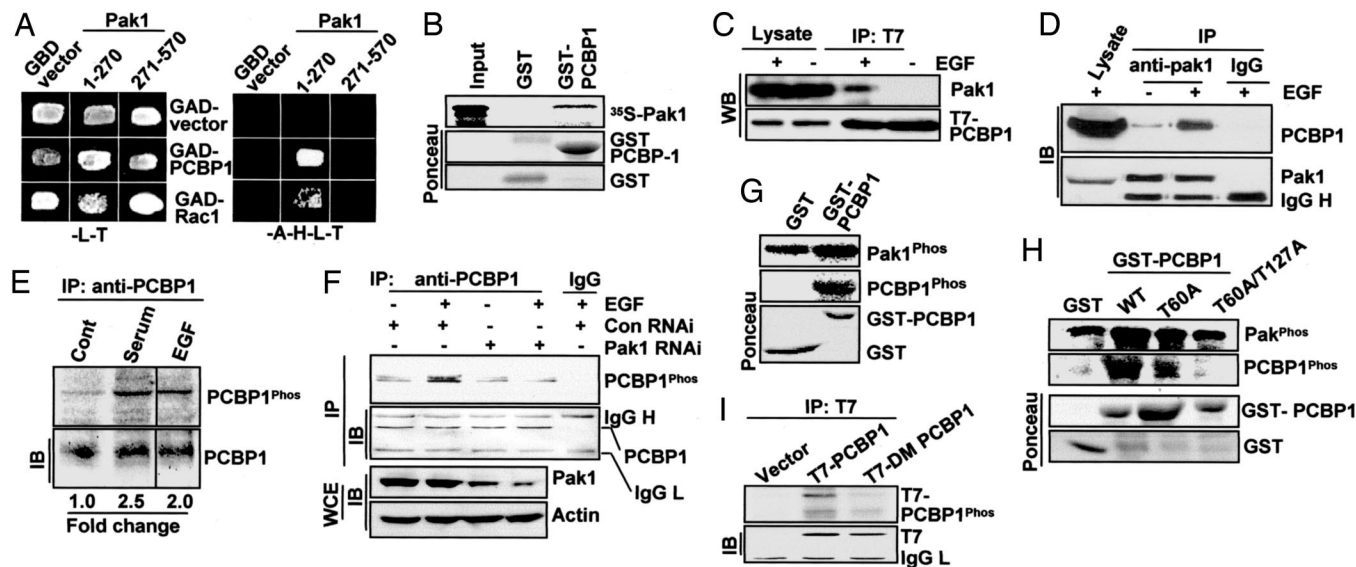 A
Pak1
Pak1
GBD vector
1-270
271-570
GBD vector
1-270
271-570
GAD-vector
GAD-PCBP1
GAD-Rac1
-L-T
-A-H-L-T
B
Input
GST
GST-PCBP1
35S-Pak1
GST
PCBP-1
GST
Ponceau
C
Lysate IP: T7
+ - + - EGF
Pak1
T7-PCBP1
WB
D
IP
Lysate
anti-pak1 IgG
+ - + + EGF
PCBP1
Pak1
IgG H
IB
E
IP: anti-PCBP1
Cont
Serum
EGF
PCBP1Phos
PCBP1
IB
1.0 2.5 2.0
Fold change
F
IP: anti-PCBP1 IgG
- + - + + EGF
+ + - - + Con RNAi
- - + + - Pak1 RNAi
PCBP1Phos
IgG H
PCBP1
IgG L
Pak1
Actin
IP
IB
WCE
IB
G
GST
GST-PCBP1
Pak1Phos
PCBP1Phos
GST-PCBP1
GST
Ponceau
H
GST-PCBP1
GST
WT
T60A
T60A/T127A
PakPhos
PCBP1Phos
GST- PCBP1
GST
Ponceau
I
IP: T7
Vector
T7-PCBP1
T7-DM PCBP1
T7-PCBP1Phos
T7
IgG L
IB